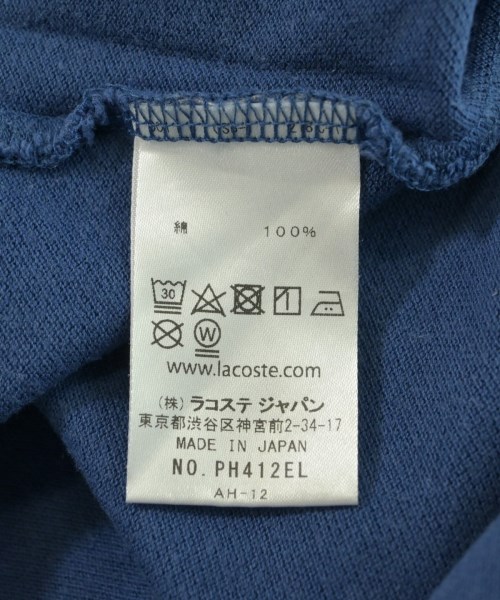 綿 100%
30
W
www.lacoste.com
(株) ラコステ ジャパン
東京都渋谷区神宮前2-34-17
MADE IN JAPAN
NO. PH412EL
AH-12